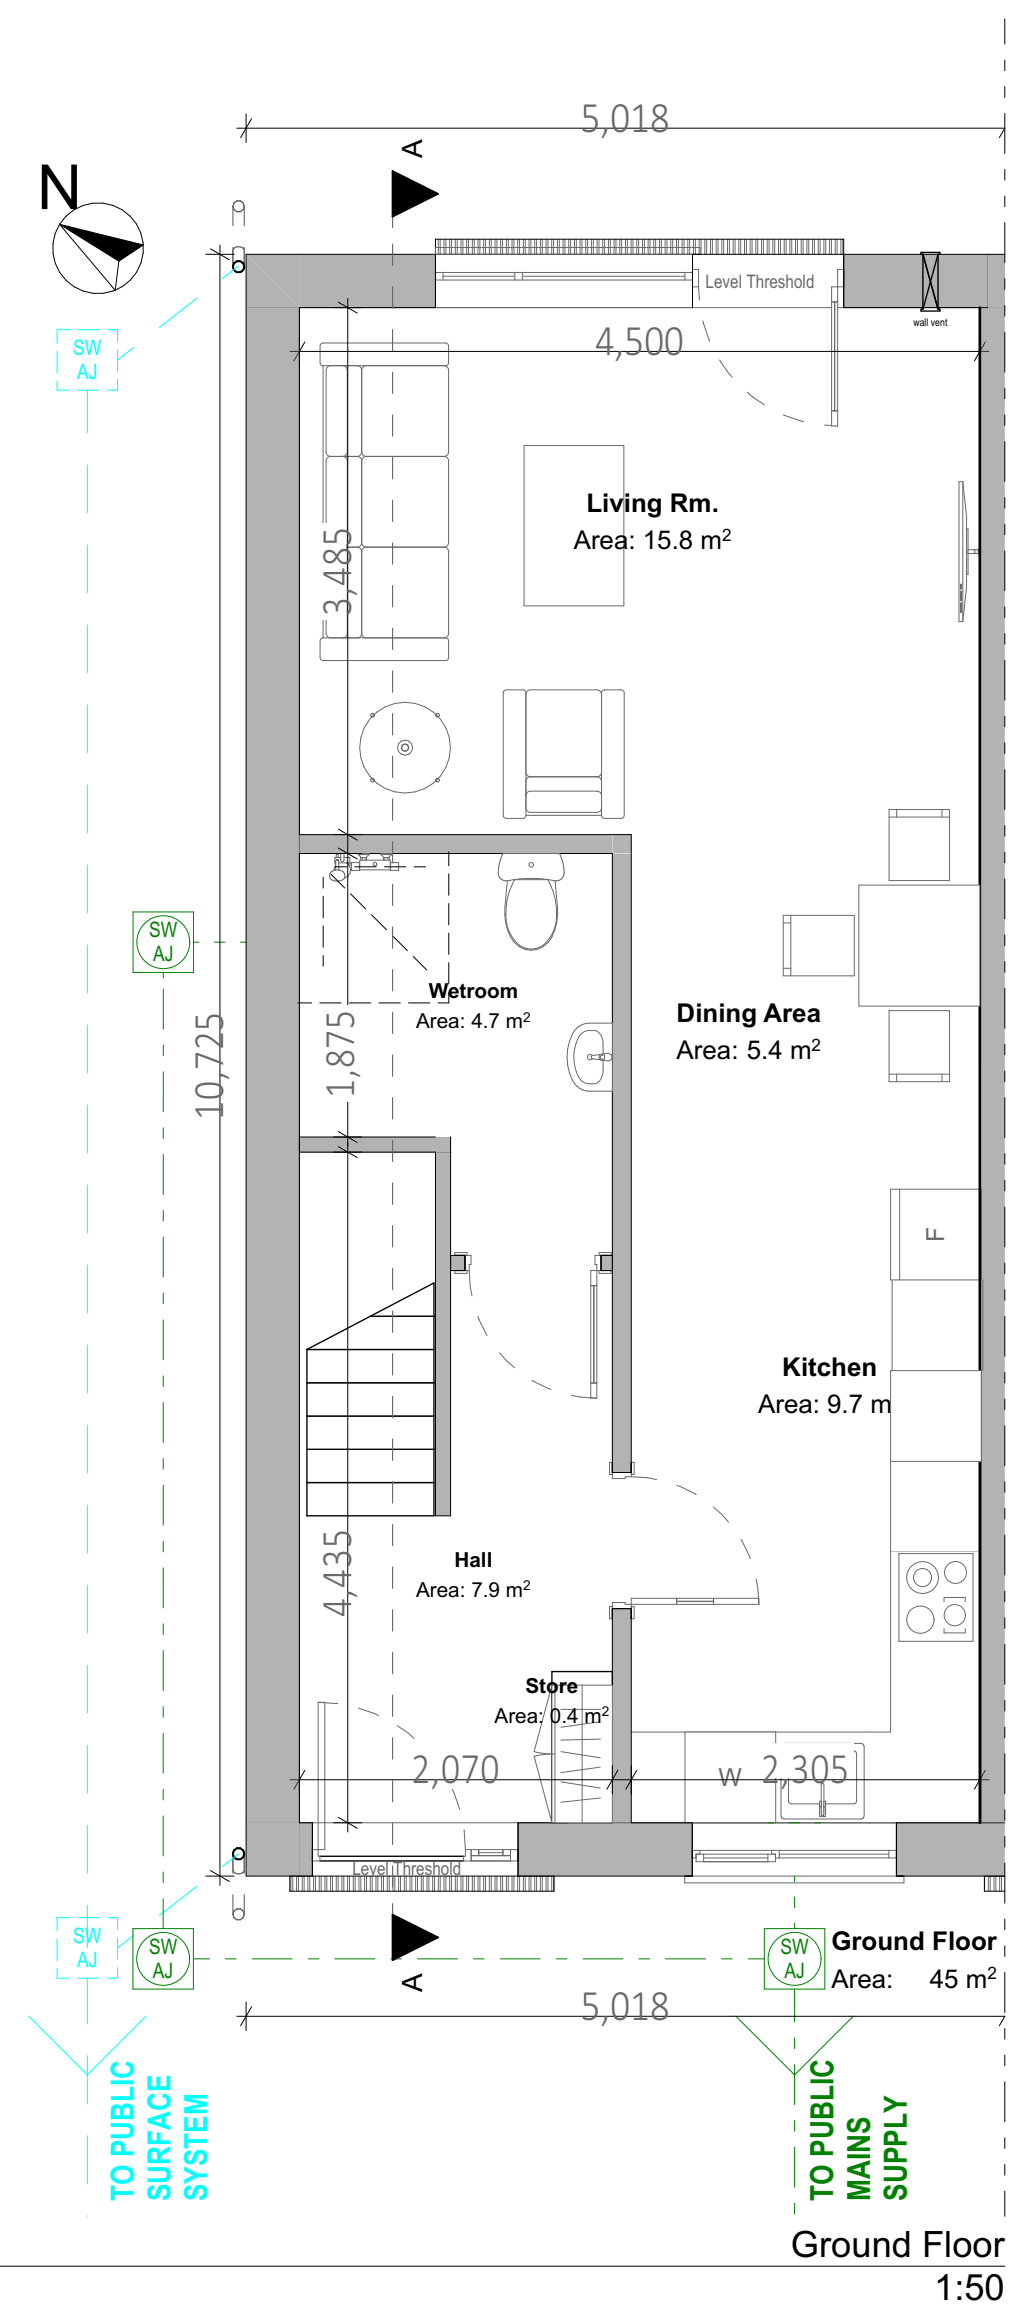 5,018
A
N
Level Threshold
wall vent
4,500
SW
AJ
Living Rm.
Area: 15.8 m²
3,485
SW
AJ
Wetroom
Area: 4.7 m²
Dining Area
Area: 5.4 m²
10,725
1,875
F
Kitchen
Area: 9.7 m
4,435
Hall
Area: 7.9 m²
Store
Area: 0.4 m²
2,070
W
2,305
Level Threshold
SW
AJ
SW
AJ
SW
AJ
Ground Floor
Area: 45 m²
A
5,018
TO PUBLIC
SURFACE
SYSTEM
TO PUBLIC
MAINS
SUPPLY
Ground Floor
1:50